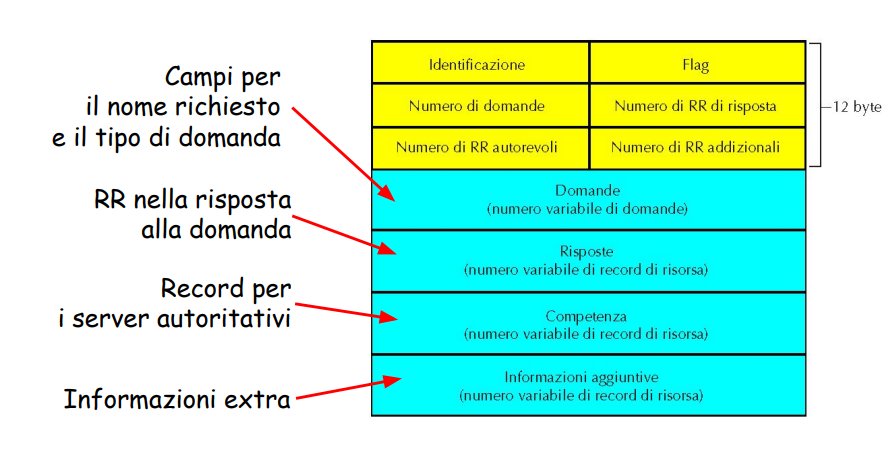 Campi per
il nome richiesto
e il tipo di domanda
RR nella risposta
alla domanda
Record per
i server autoritativi
Informazioni extra
Identificazione
Flag
Numero di domande
Numero di RR di risposta
Numero di RR autorevoli
Numero di RR addizionali
12 byte
Domande
(numero variabile di domande)
Risposte
(numero variabile di record di risorsa)
Competenza
(numero variabile di record di risorsa)
Informazioni aggiuntive
(numero variabile di record di risorsa)